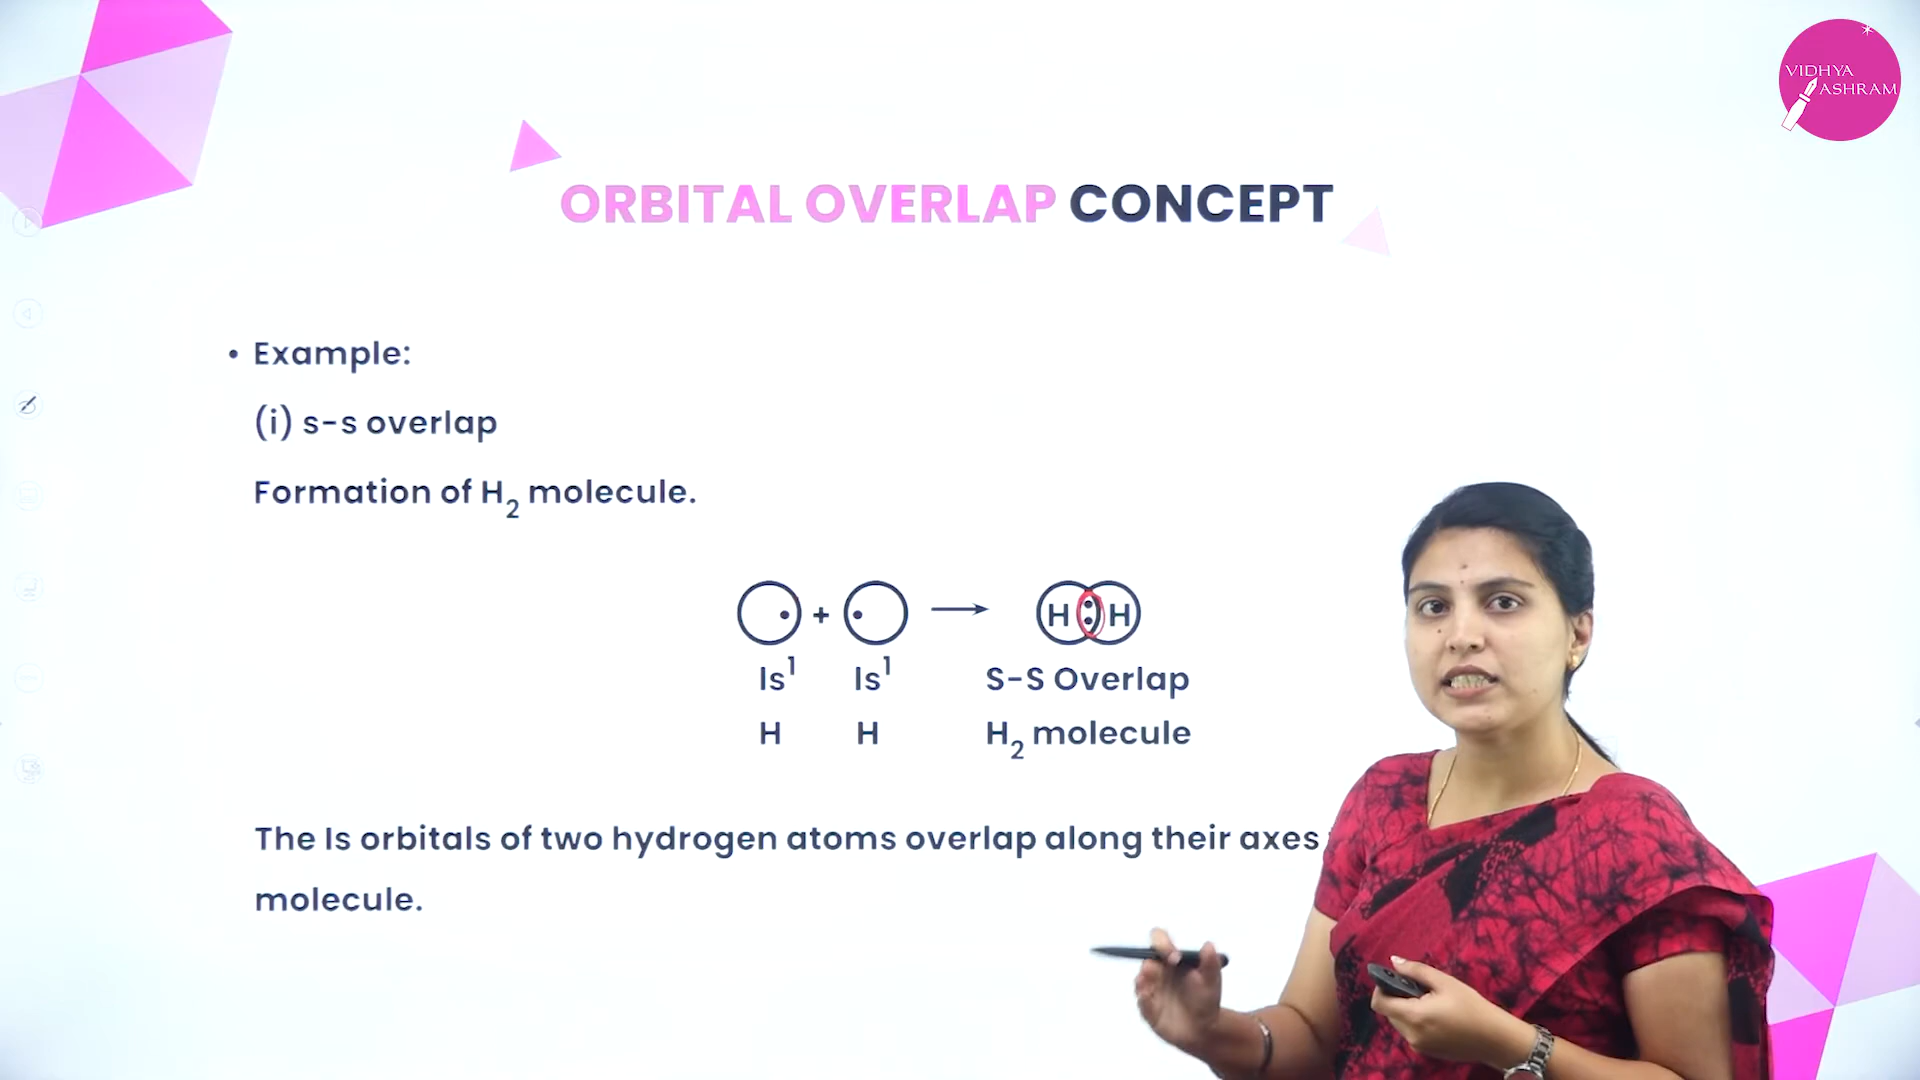 VIDHYA
ASHRAM
ORBITAL OVERLAP CONCEPT
• Example:
(i) s-s overlap
Formation of H₂ molecule.
+ → H : H
Is¹ Is¹ S-S Overlap
H H H₂ molecule
The Is orbitals of two hydrogen atoms overlap along their axes
molecule.